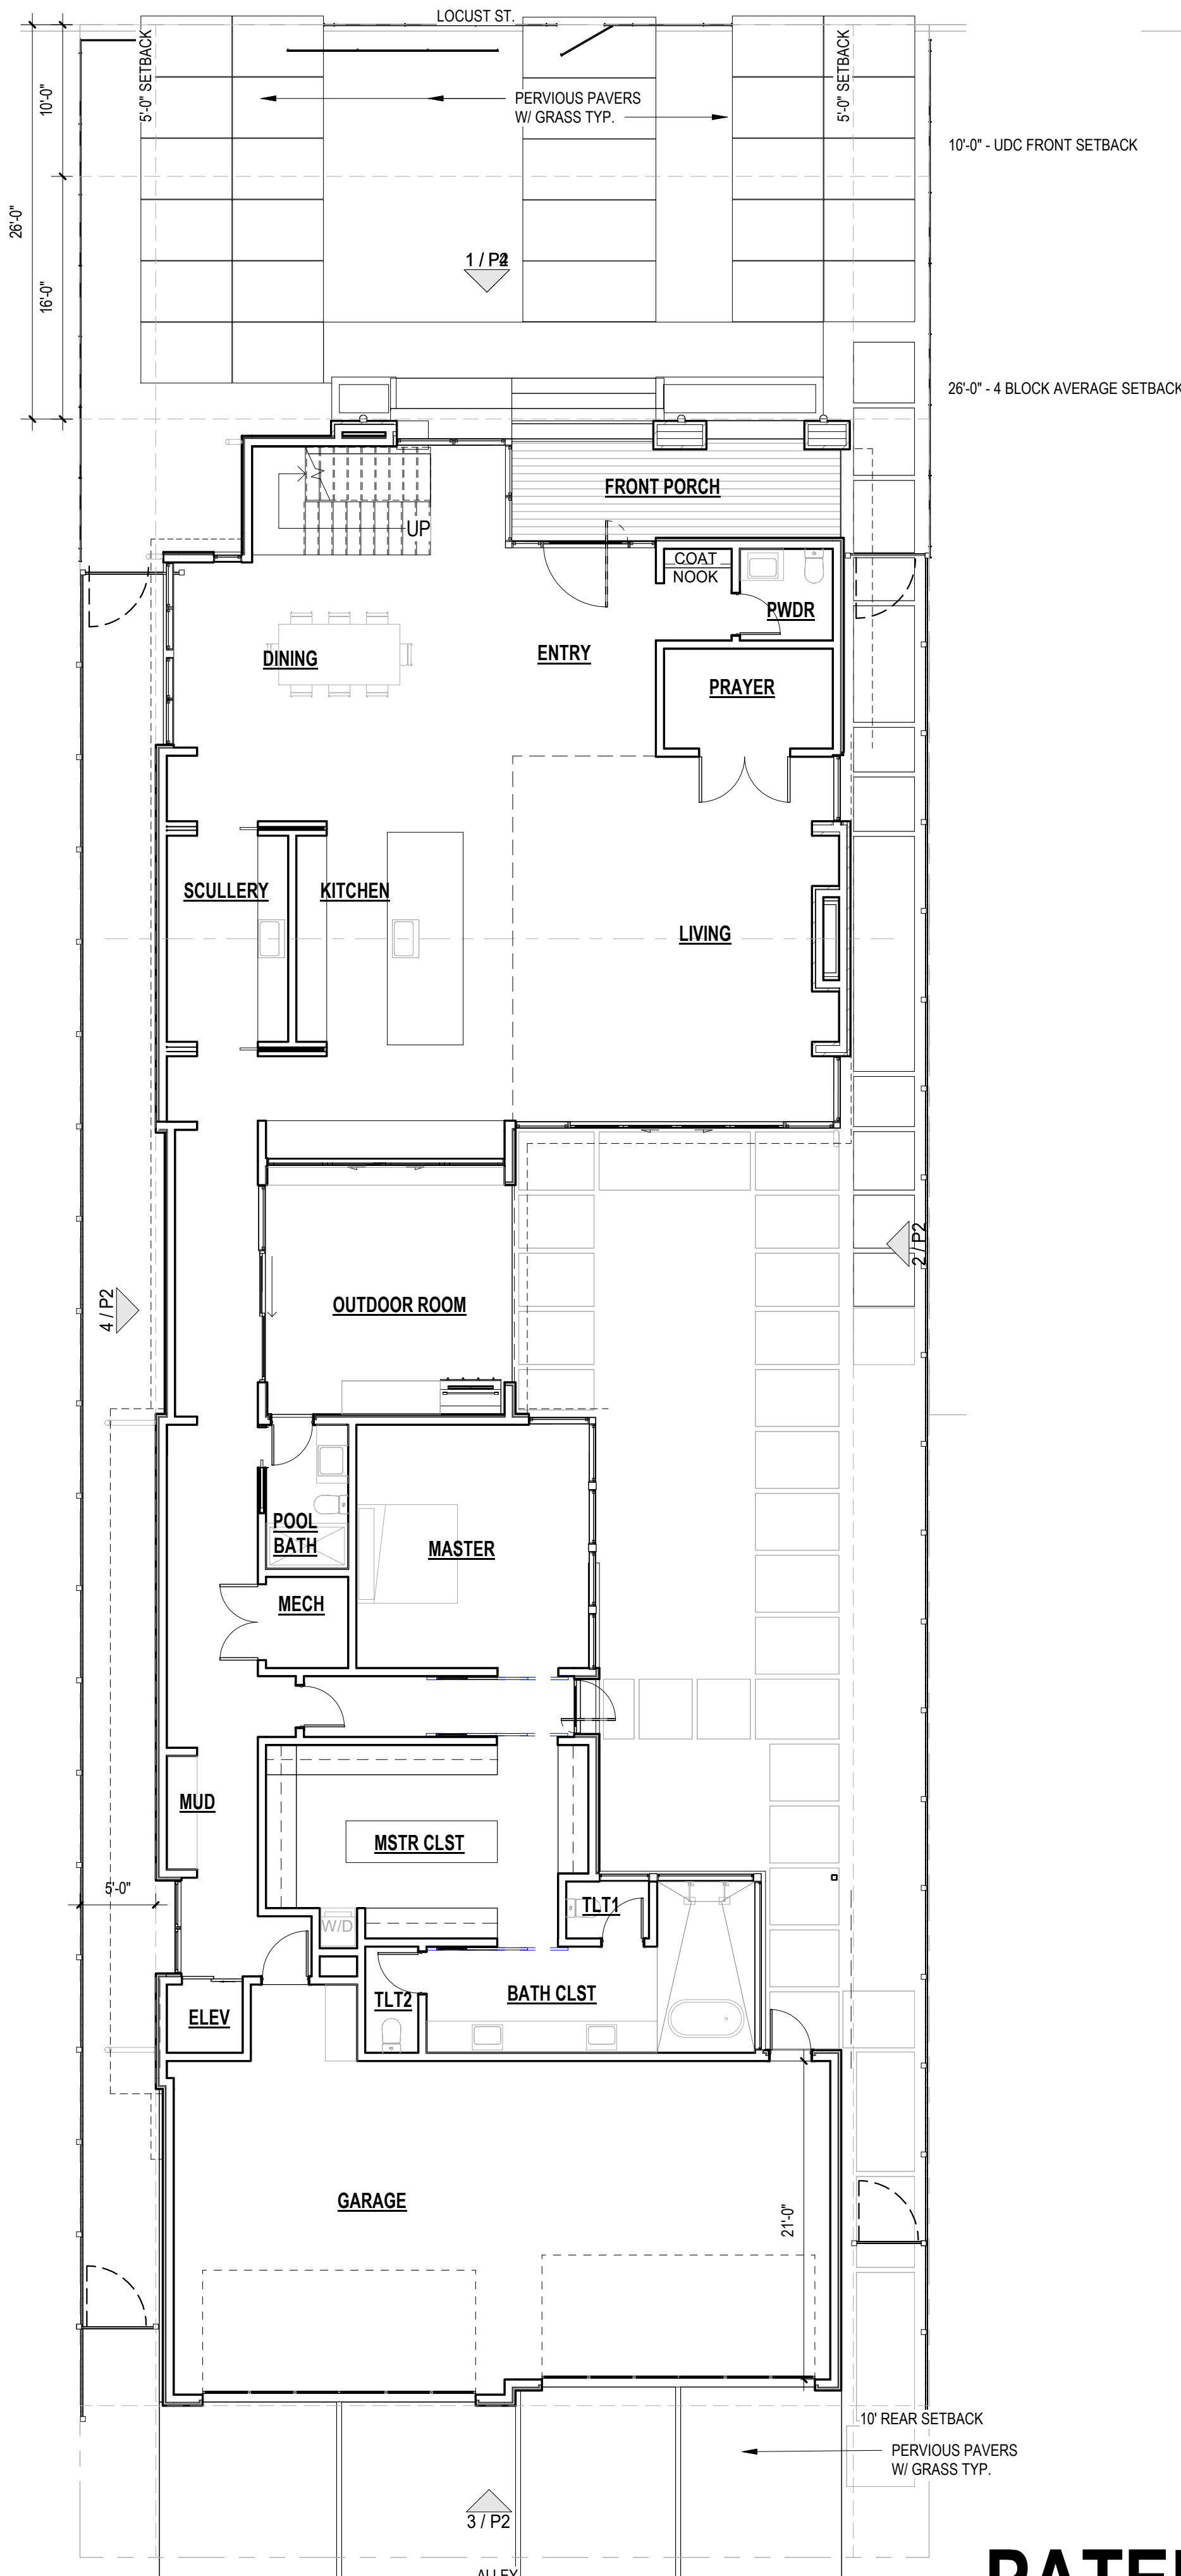 LOCUST ST.
5'-0" SETBACK
5'-0" SETBACK
10'-0"
PERVIOUS PAVERS
W/ GRASS TYP.
10'-0" - UDC FRONT SETBACK
26'-0"
1 / P2
16'-0"
26'-0" - 4 BLOCK AVERAGE SETBACK
FRONT PORCH
UP
COAT
NOOK
PWDR
DINING
ENTRY
PRAYER
SCULLERY
KITCHEN
LIVING
2 / P2
OUTDOOR ROOM
4 / P2
POOL
BATH
MASTER
MECH
MUD
MSTR CLST
5'-0"
TLT1
W/D
BATH CLST
TLT2
ELEV
GARAGE
21'-0"
10' REAR SETBACK
PERVIOUS PAVERS
W/ GRASS TYP.
3 / P2
ALLEY